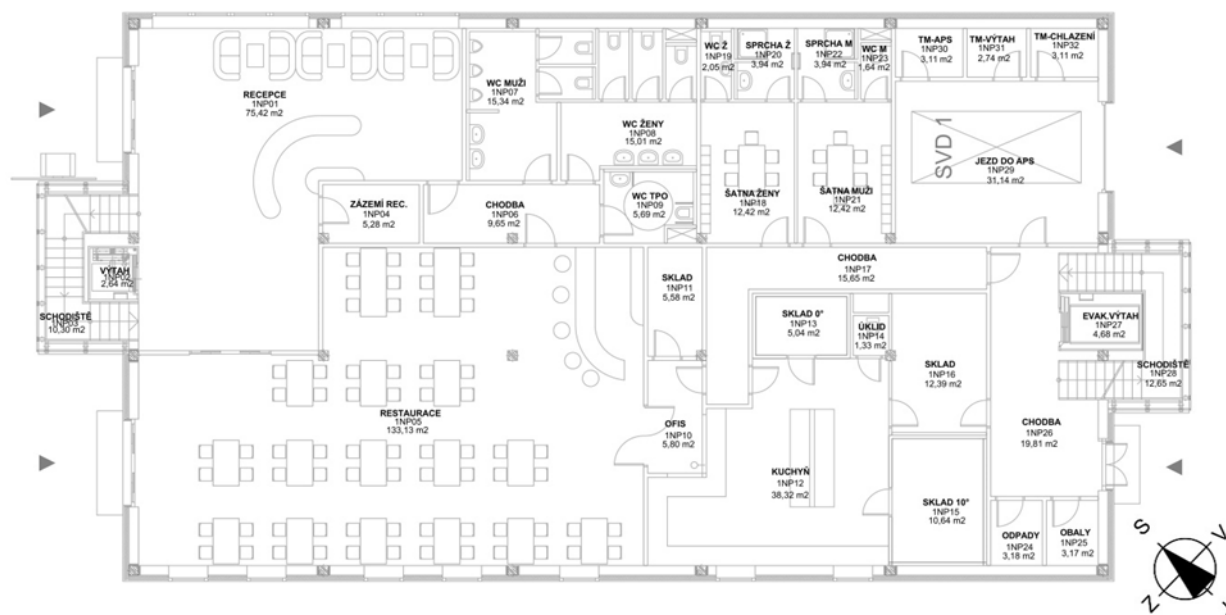 RECEPCE
1NP01
75,42 m2
WC MUŽI
1NP07
15,34 m2
WC ŽENY
1NP08
15,01 m2
WC Ž
1NP19
2,05 m2
SPRCHA Ž
1NP20
3,94 m2
SPRCHA M
1NP22
3,94 m2
WC M
1NP23
1,64 m2
TM-APS
1NP30
3,11 m2
TM-VÝTAH
1NP31
2,74 m2
TM-CHLAZENÍ
1NP32
3,11 m2
SVD 1
JEZD DO APS
1NP29
31,14 m2
ZÁZEMÍ REC.
1NP04
5,28 m2
CHODBA
1NP06
9,65 m2
WC TPO
1NP09
5,69 m2
ŠATNA ŽENY
1NP18
12,42 m2
ŠATNA MUŽI
1NP21
12,42 m2
VÝTAH
1NP02
2,64 m2
SCHODIŠTĚ
1NP03
10,30 m2
SKLAD
1NP11
5,58 m2
CHODBA
1NP17
15,65 m2
SKLAD 0°
1NP13
5,04 m2
ÚKLID
1NP14
1,33 m2
SKLAD
1NP16
12,39 m2
EVAK.VÝTAH
1NP27
4,68 m2
SCHODIŠTĚ
1NP28
12,65 m2
RESTAURACE
1NP05
133,13 m2
OFIS
1NP10
5,80 m2
CHODBA
1NP26
19,81 m2
KUCHYŇ
1NP12
38,32 m2
SKLAD 10°
1NP15
10,64 m2
ODPADY
1NP24
3,18 m2
OBALY
1NP25
3,17 m2
S
V
Z